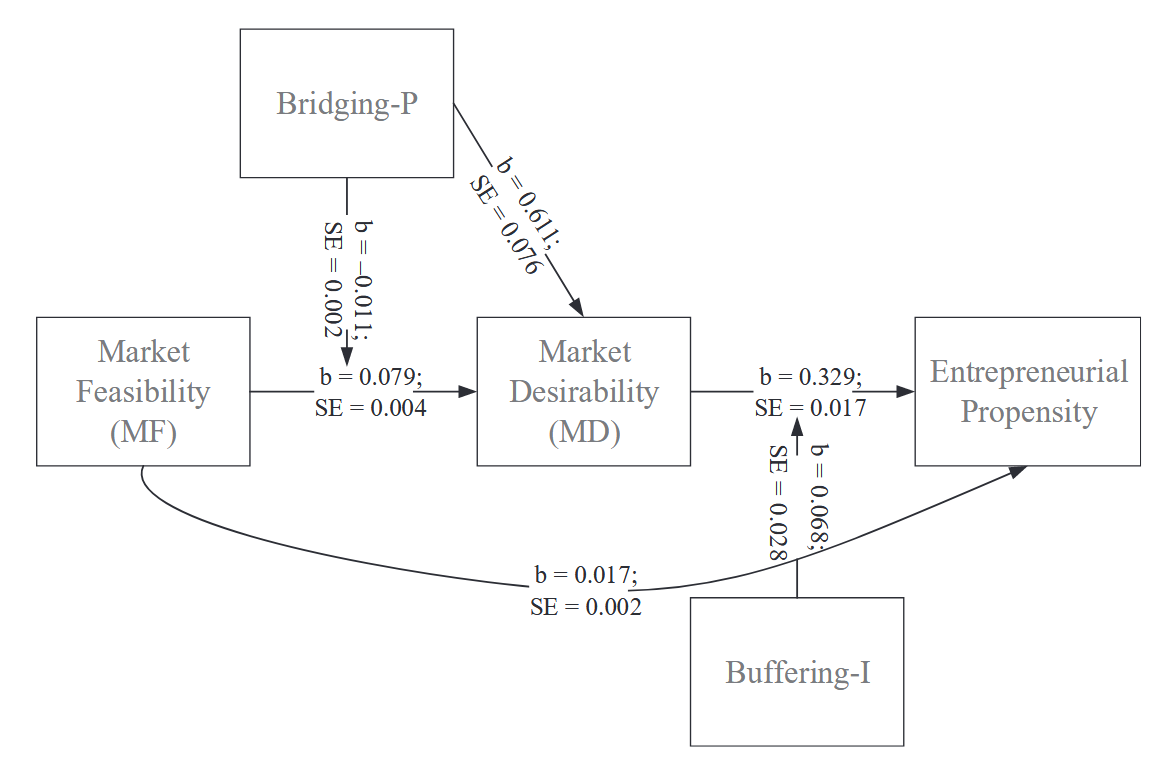 Bridging-P
b = 0.611;
SE = 0.076
b = –0.011;
SE = 0.002
Market
Feasibility
(MF)
b = 0.079;
SE = 0.004
Market
Desirability
(MD)
b = 0.329;
SE = 0.017
Entrepreneurial
Propensity
b = 0.068;
SE = 0.028
b = 0.017;
SE = 0.002
Buffering-I